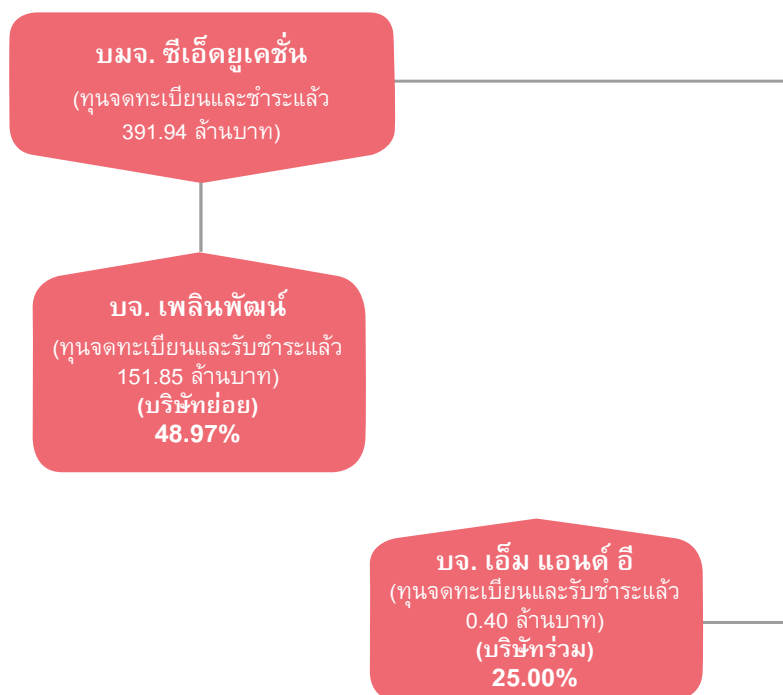 บมจ. ซีเอ็ดยูเคชั่น
(ทุนจดทะเบียนและชำระแล้ว
391.94 ล้านบาท)
บจ. เพลินพัฒน์
(ทุนจดทะเบียนและรับชำระแล้ว
151.85 ล้านบาท)
(บริษัทย่อย)
48.97%
บจ. เอ็ม แอนด์ อี
(ทุนจดทะเบียนและรับชำระแล้ว
0.40 ล้านบาท)
(บริษัทร่วม)
25.00%